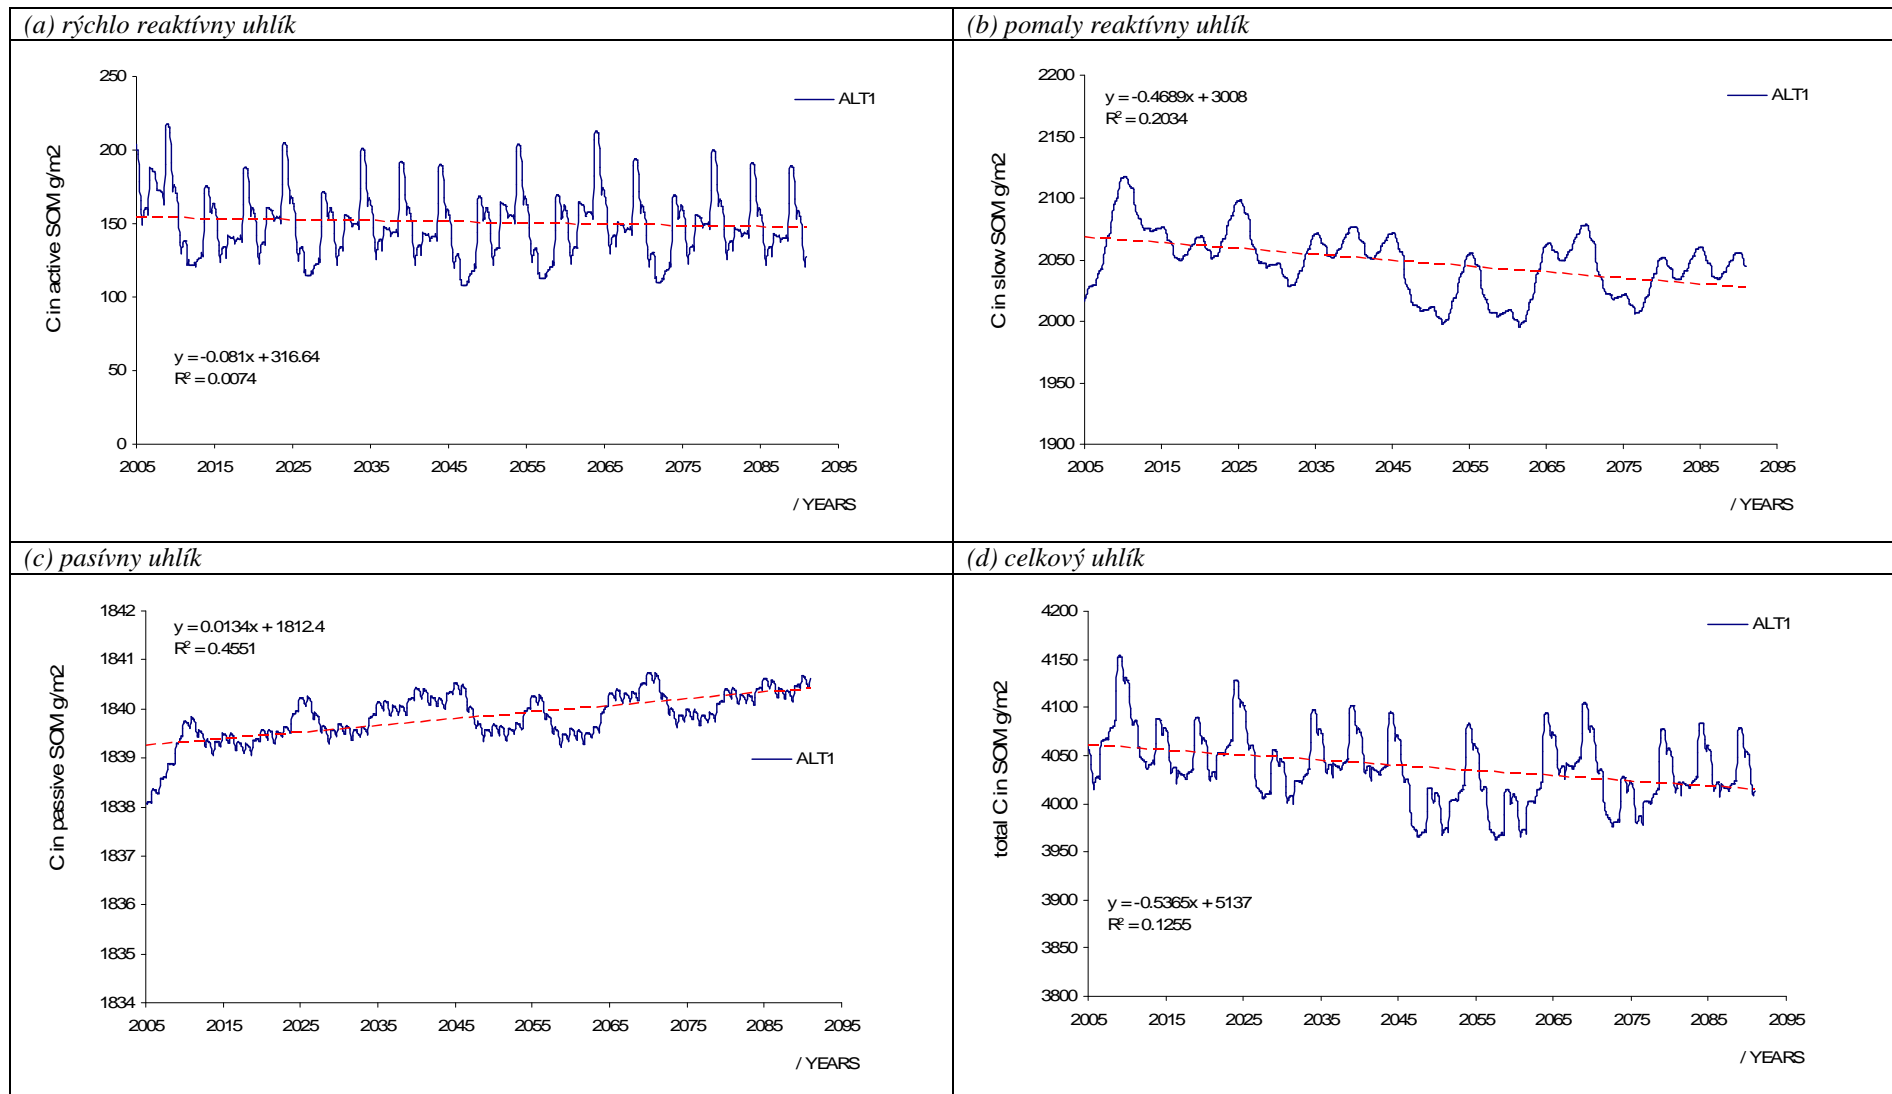 (a) rýchlo reaktívny uhlík
250
200
150
100
50
0
C in active SOM g/m2
ALT1
y = -0.081x + 316.64
R² = 0.0074
2005 2015 2025 2035 2045 2055 2065 2075 2085 2095
/ YEARS
(b) pomaly reaktívny uhlík
2200
2150
2100
2050
2000
1950
1900
C in slow SOM g/m2
y = -0.4689x + 3008
R² = 0.2034
ALT1
2005 2015 2025 2035 2045 2055 2065 2075 2085 2095
/ YEARS
(c) pasívny uhlík
1842
1841
1840
1839
1838
1837
1836
1835
1834
C in passive SOM g/m2
y = 0.0134x + 1812.4
R² = 0.4551
ALT1
2005 2015 2025 2035 2045 2055 2065 2075 2085 2095
/ YEARS
(d) celkový uhlík
4200
4150
4100
4050
4000
3950
3900
3850
3800
total C in SOM g/m2
ALT1
y = -0.5365x + 5137
R² = 0.1255
2005 2015 2025 2035 2045 2055 2065 2075 2085 2095
/ YEARS